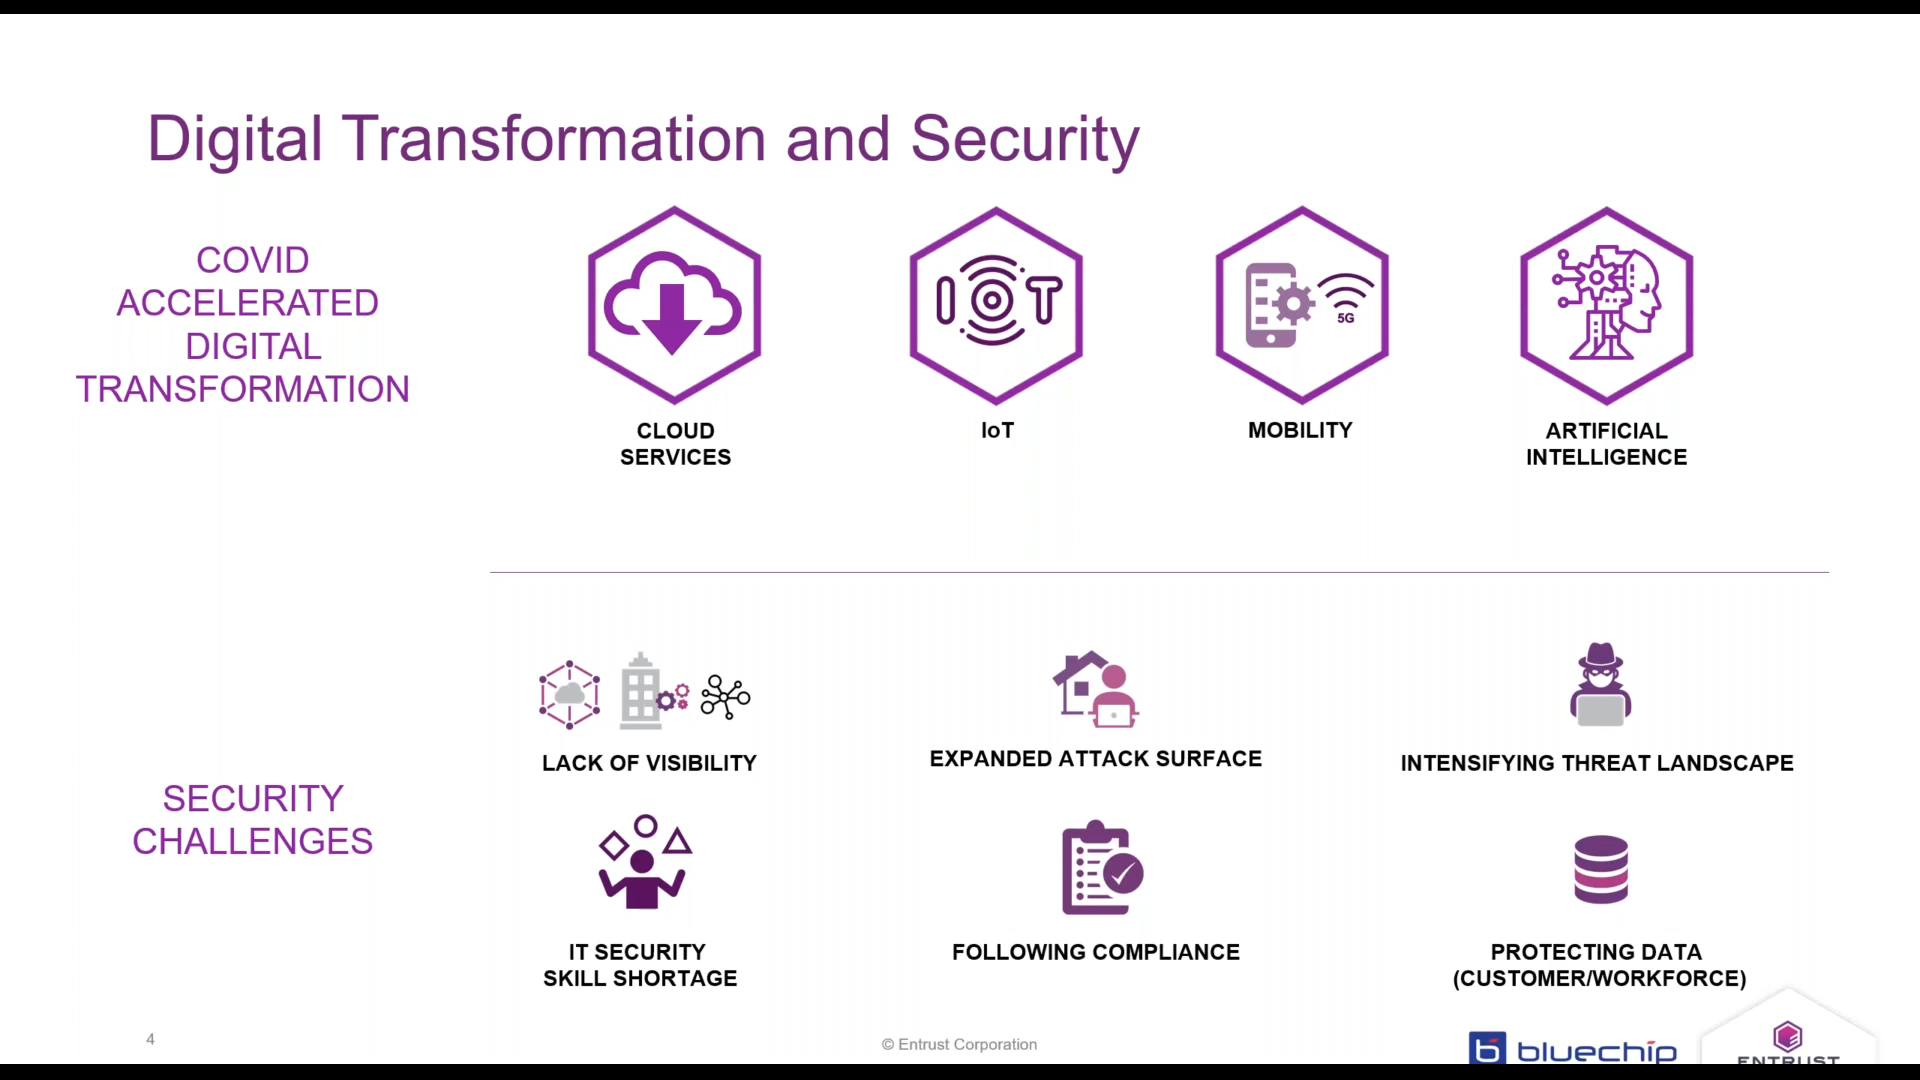 Digital Transformation and Security
COVID
ACCELERATED
DIGITAL
TRANSFORMATION
IOT
5G
CLOUD
SERVICES
IoT
MOBILITY
ARTIFICIAL
INTELLIGENCE
SECURITY
CHALLENGES
LACK OF VISIBILITY
EXPANDED ATTACK SURFACE
INTENSIFYING THREAT LANDSCAPE
IT SECURITY
SKILL SHORTAGE
FOLLOWING COMPLIANCE
PROTECTING DATA
(CUSTOMER/WORKFORCE)
4
© Entrust Corporation
b bluechip
ENTRUST